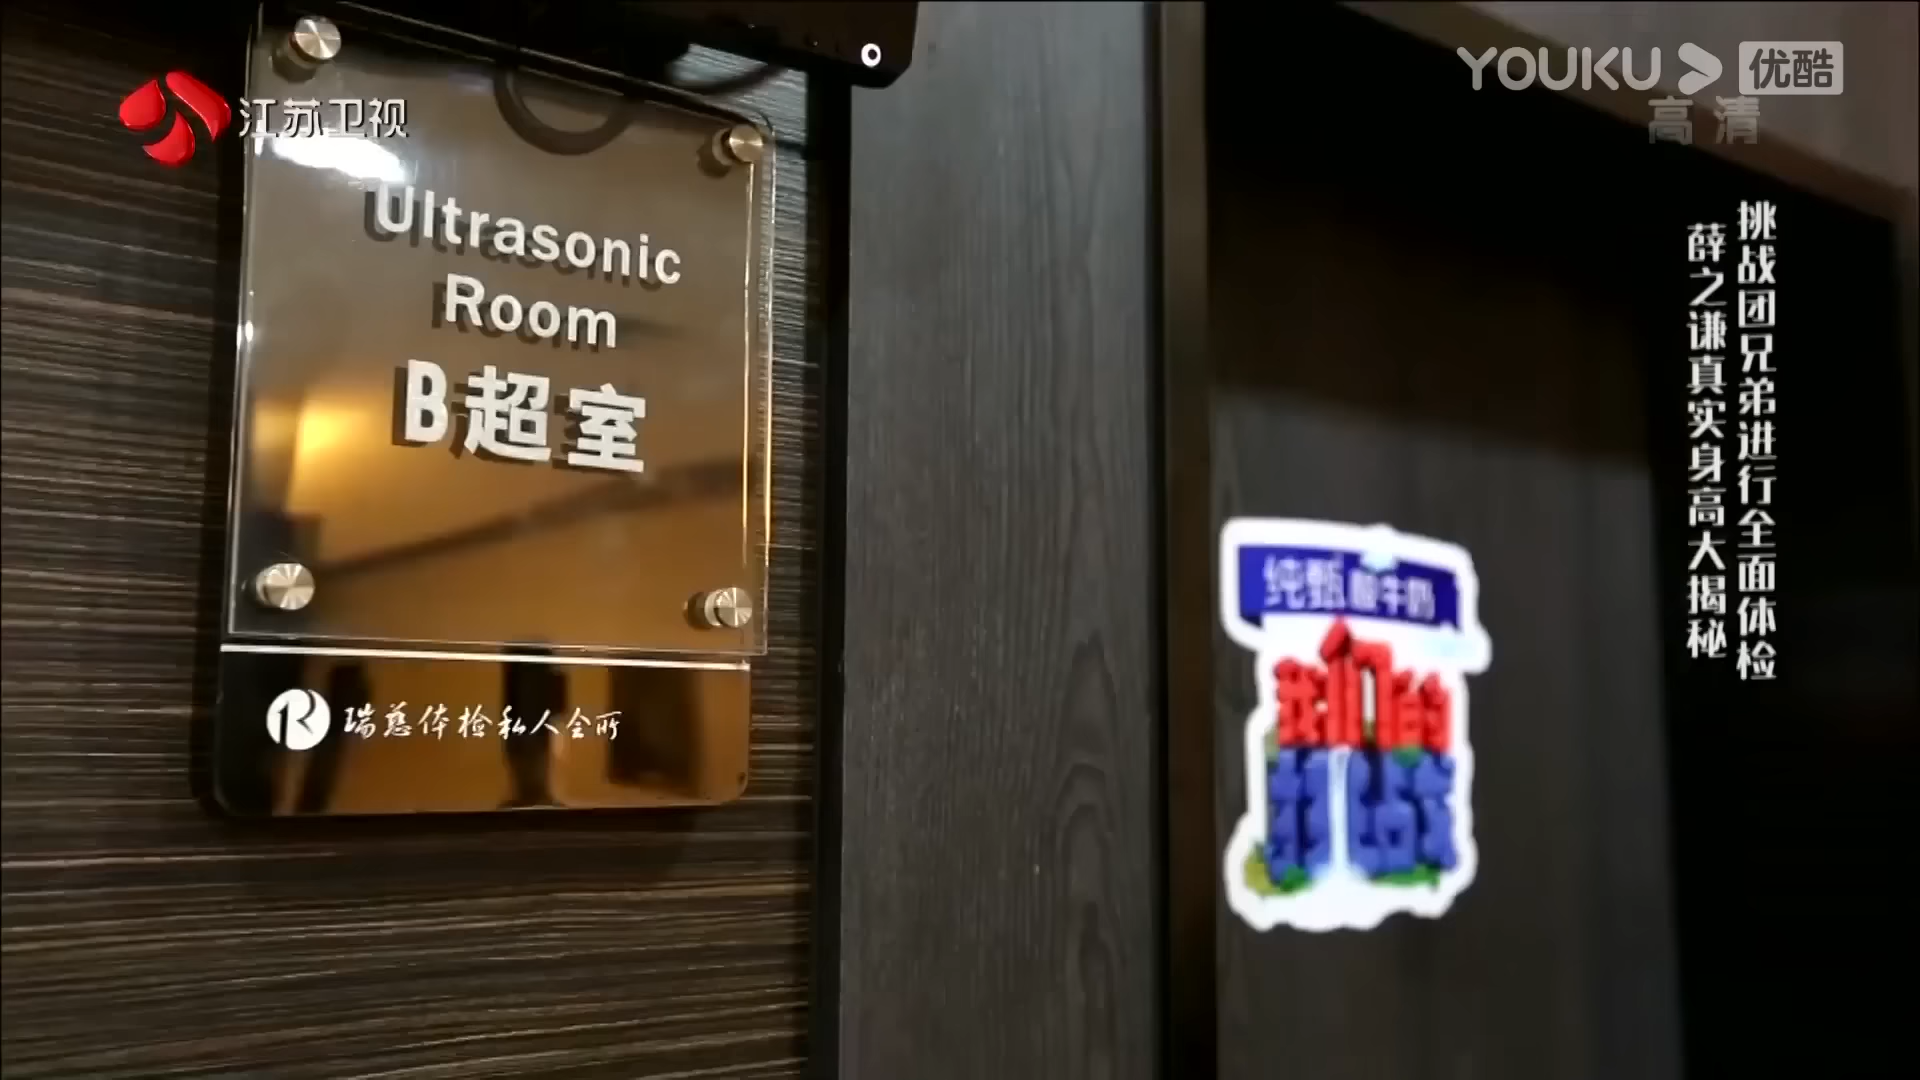 江苏卫视
YOUKU 优酷
高清
Ultrasonic
Room
B超室
瑞慈体检私人会所
挑战团兄弟进行全面体检
薛之谦真实身高大揭秘
纯甄 酸牛奶
我们的
挑战